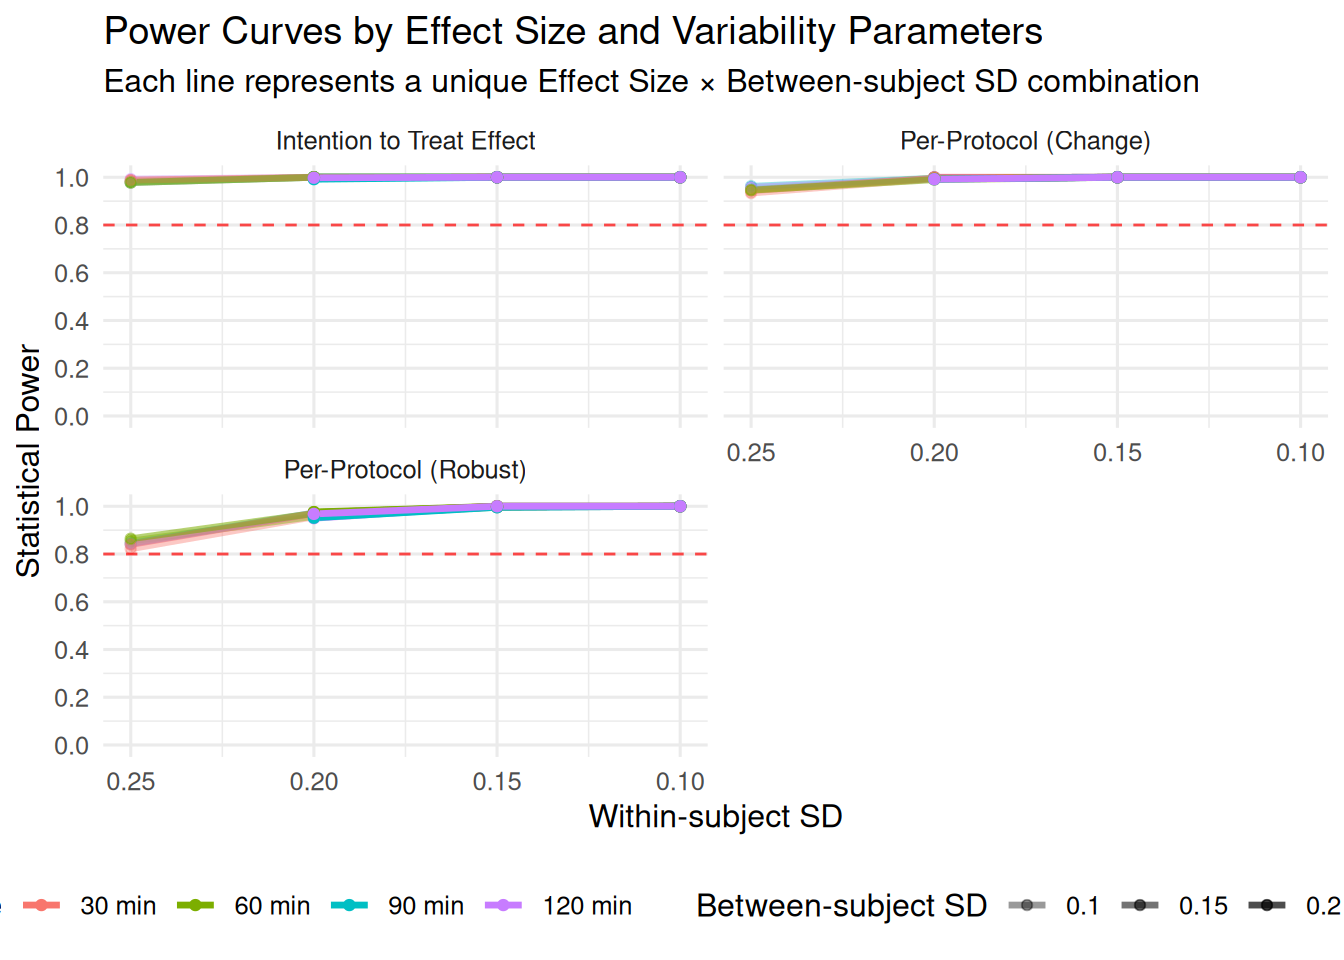 Power Curves by Effect Size and Variability Parameters
Each line represents a unique Effect Size × Between-subject SD combination
Intention to Treat Effect
Per-Protocol (Change)
1.0
0.8
0.6
0.4
0.2
0.0
0.25 0.20 0.15 0.10
Per-Protocol (Robust)
1.0
0.8
0.6
0.4
0.2
0.0
0.25 0.20 0.15 0.10
Statistical Power
Within-subject SD
30 min 60 min 90 min 120 min Between-subject SD 0.1 0.15 0.2